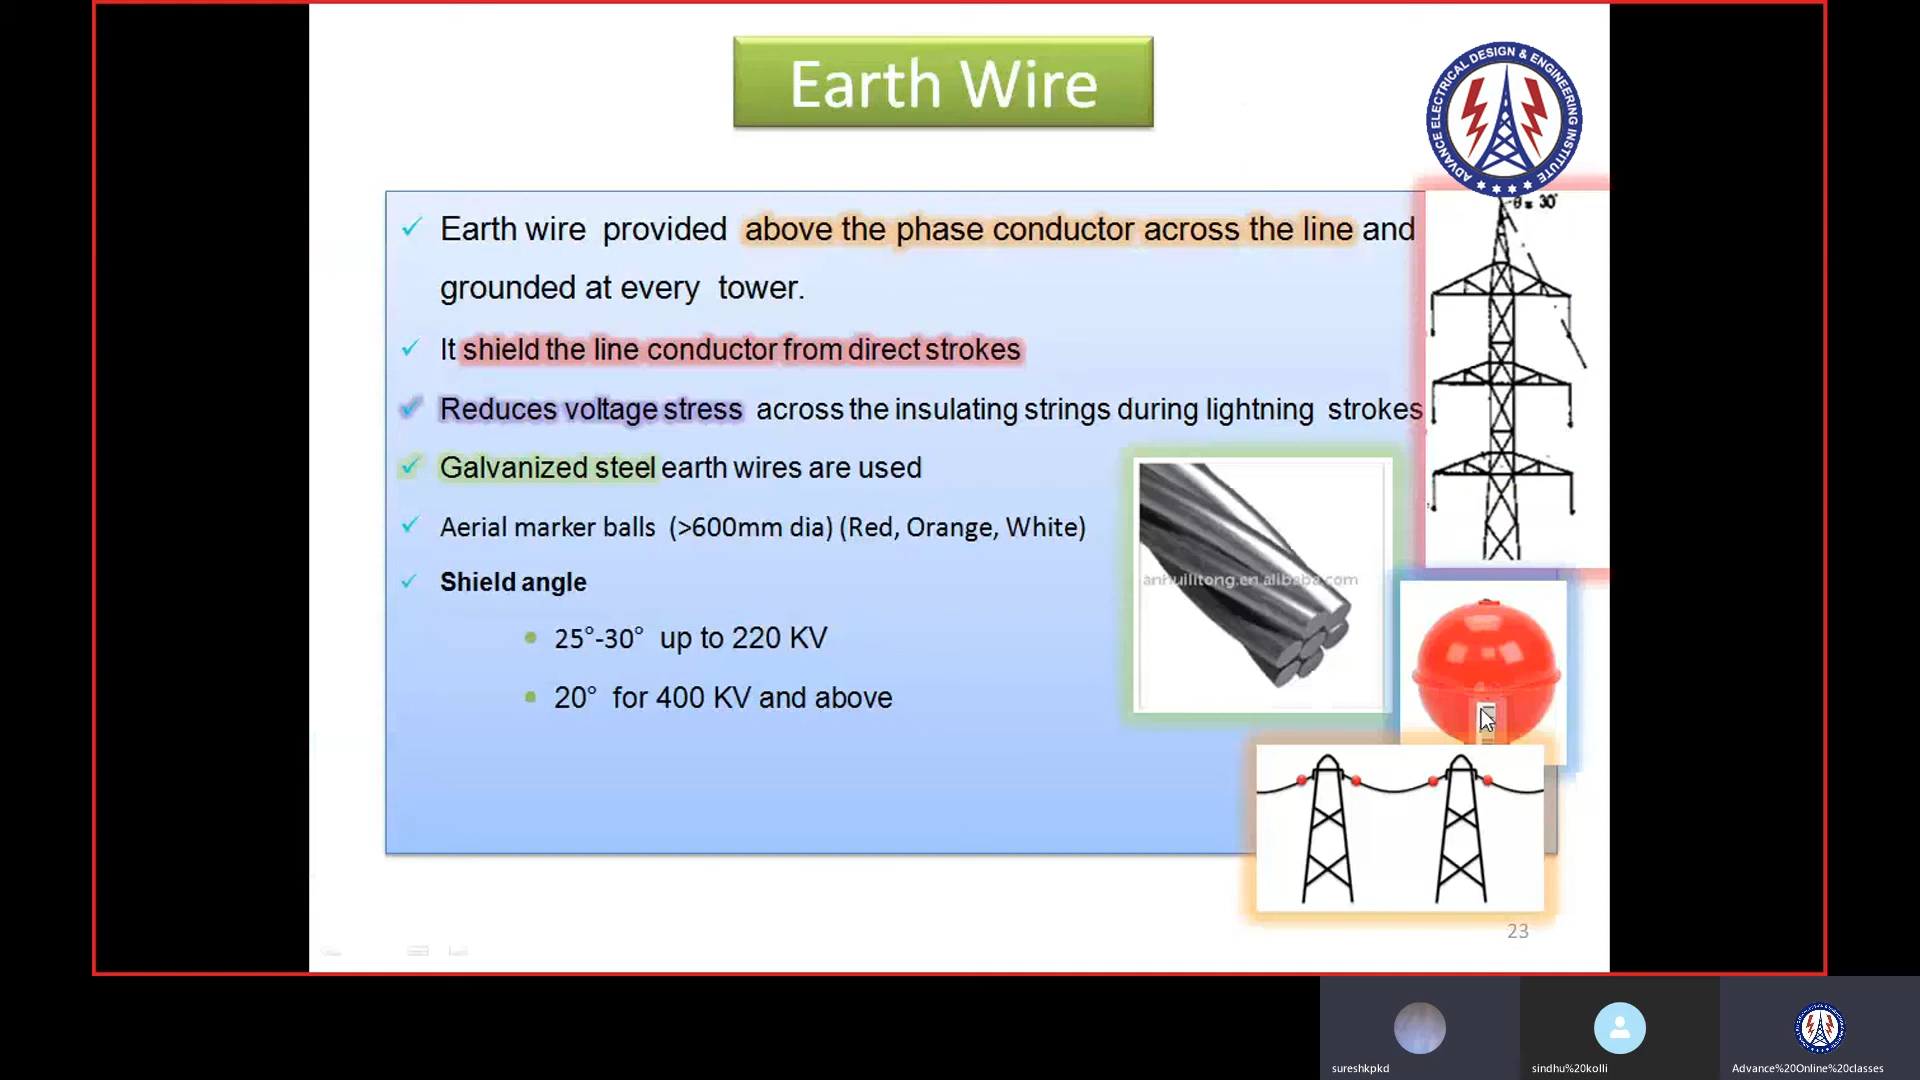 Earth Wire
ADVANCE ELECTRICAL DESIGN & ENGINEERING INSTITUTE
Earth wire provided above the phase conductor across the line and
grounded at every tower.
It shield the line conductor from direct strokes
Reduces voltage stress across the insulating strings during lightning strokes
Galvanized steel earth wires are used
Aerial marker balls (>600mm dia) (Red, Orange, White)
Shield angle
25°-30° up to 220 KV
20° for 400 KV and above
θ = 30°
anhuilitong.en.alibaba.com
23
sureshkpkd
sindhu%20kolli
Advance%20Online%20classes